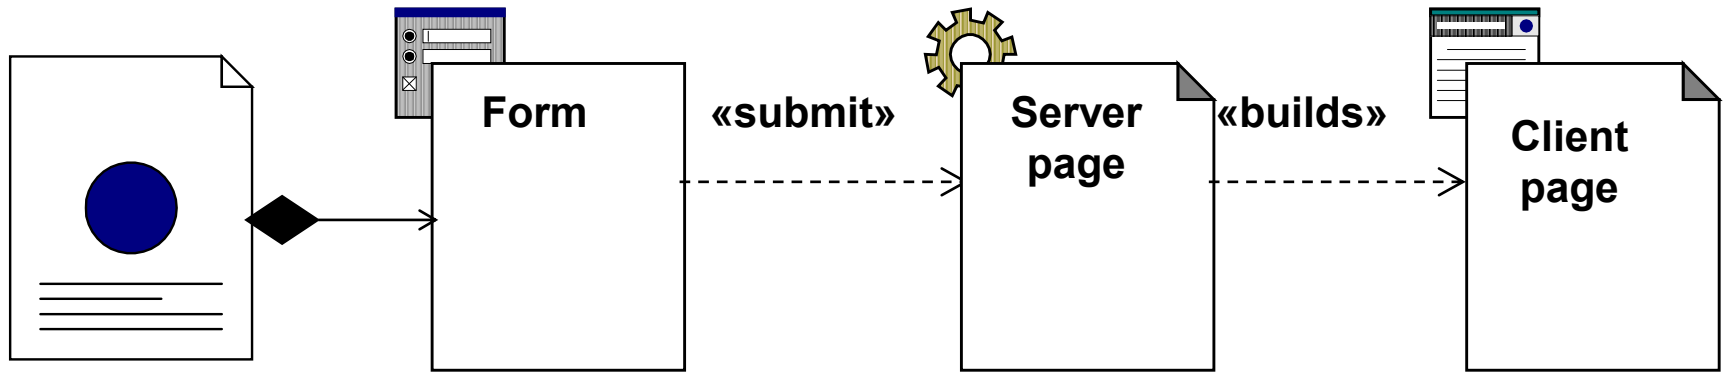 Form
«submit»
Server
page
«builds»
Client
page